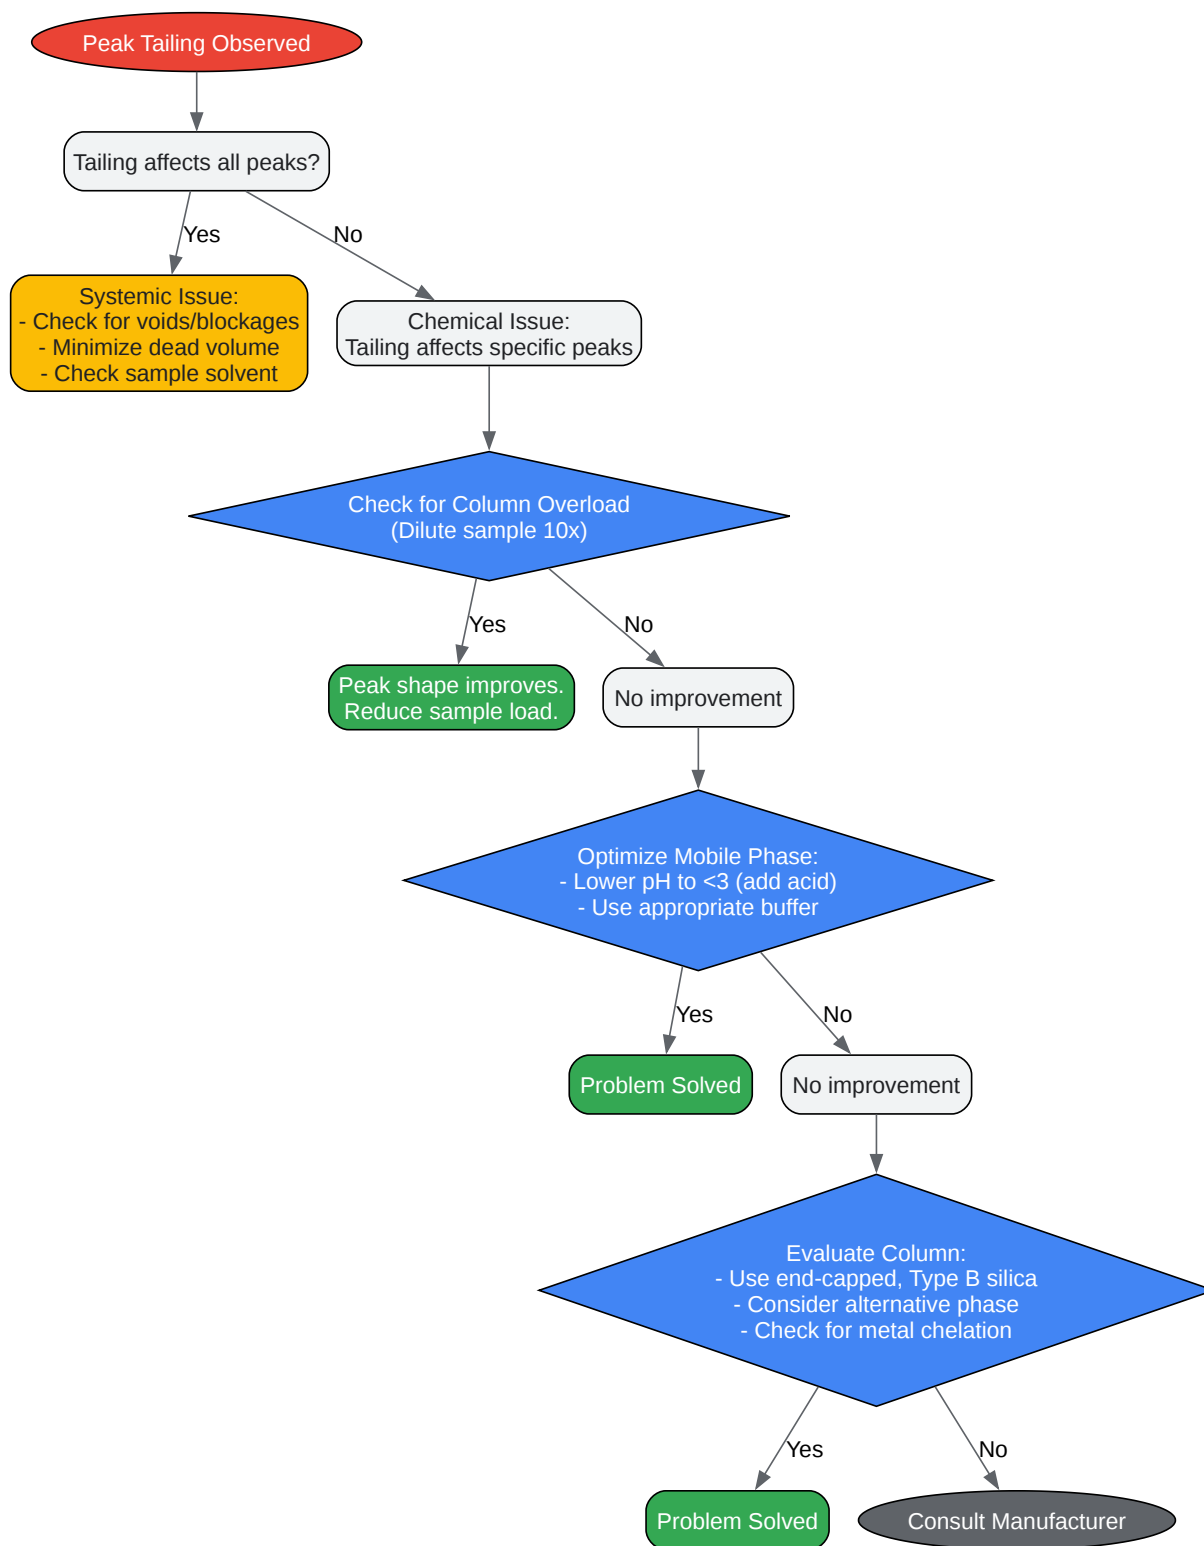 Peak Tailing Observed
Tailing affects all peaks?
Yes
No
Systemic Issue:
- Check for voids/blockages
- Minimize dead volume
- Check sample solvent
Chemical Issue:
Tailing affects specific peaks
Check for Column Overload
(Dilute sample 10x)
Yes
No
Peak shape improves.
Reduce sample load.
No improvement
Optimize Mobile Phase:
- Lower pH to <3 (add acid)
- Use appropriate buffer
Yes
No
Problem Solved
No improvement
Evaluate Column:
- Use end-capped, Type B silica
- Consider alternative phase
- Check for metal chelation
Yes
No
Problem Solved
Consult Manufacturer